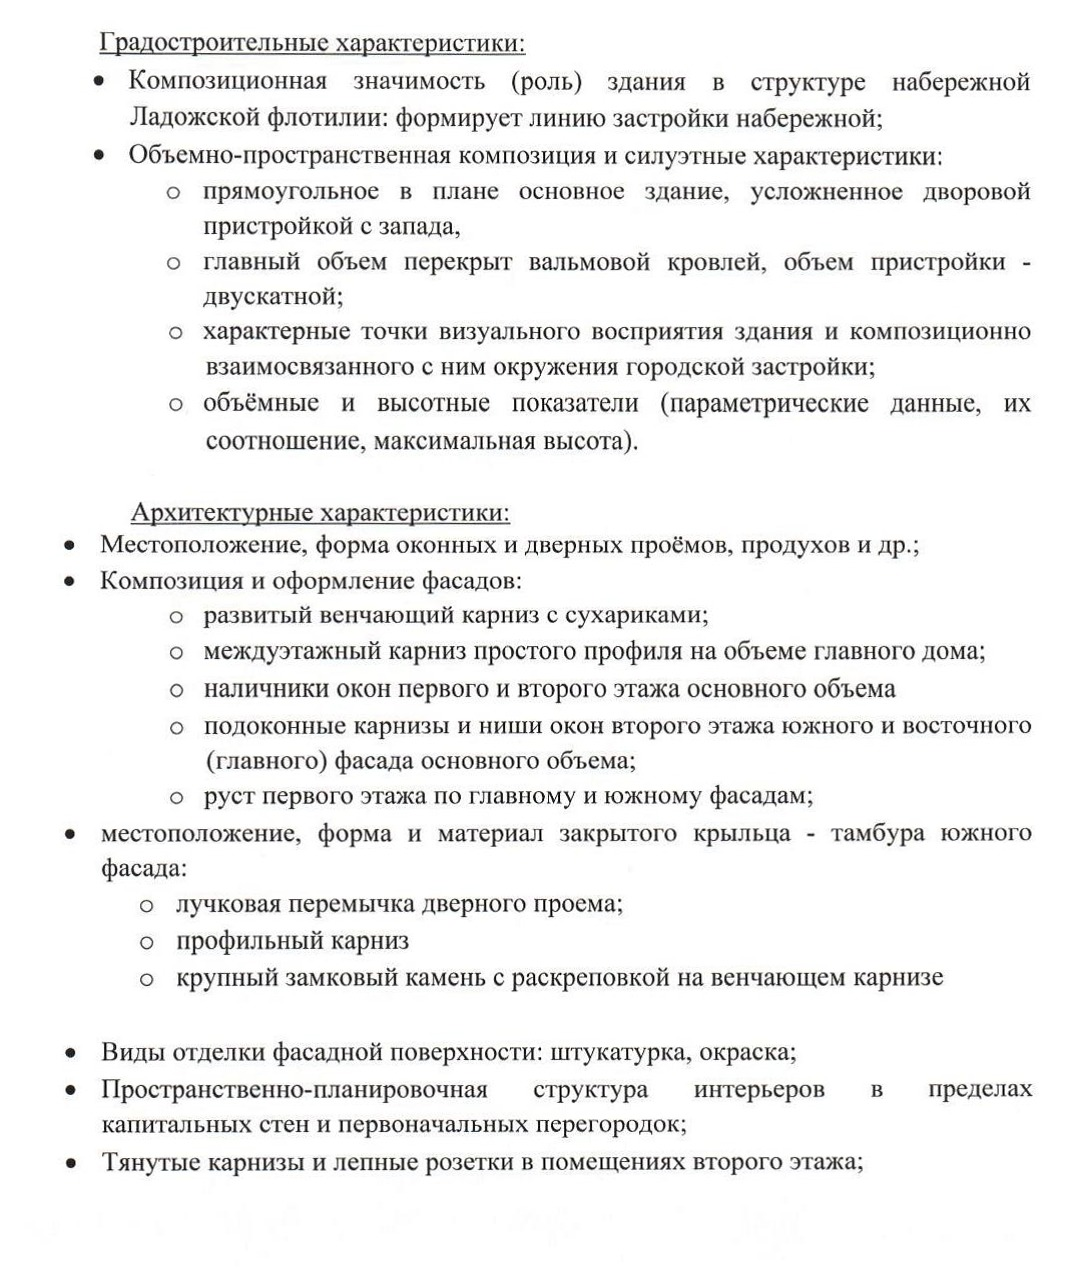 Градостроительные характеристики:
• Композиционная значимость (роль) здания в структуре набережной
Ладожской флотилии: формирует линию застройки набережной;
• Объемно-пространственная композиция и силуэтные характеристики:
o прямоугольное в плане основное здание, усложненное дворовой
пристройкой с запада,
o главный объем перекрыт вальмовой кровлей, объем пристройки -
двускатной;
o характерные точки визуального восприятия здания и композиционно
взаимосвязанного с ним окружения городской застройки;
o объёмные и высотные показатели (параметрические данные, их
соотношение, максимальная высота).
Архитектурные характеристики:
• Местоположение, форма оконных и дверных проёмов, продухов и др.;
• Композиция и оформление фасадов:
o развитый венчающий карниз с сухариками;
o междуэтажный карниз простого профиля на объеме главного дома;
o наличники окон первого и второго этажа основного объема
o подоконные карнизы и ниши окон второго этажа южного и восточного
(главного) фасада основного объема;
o руст первого этажа по главному и южному фасадам;
• местоположение, форма и материал закрытого крыльца - тамбура южного
фасада:
o лучковая перемычка дверного проема;
o профильный карниз
o крупный замковый камень с раскреповкой на венчающем карнизе
• Виды отделки фасадной поверхности: штукатурка, окраска;
• Пространственно-планировочная структура интерьеров в пределах
капитальных стен и первоначальных перегородок;
• Тянутые карнизы и лепные розетки в помещениях второго этажа;